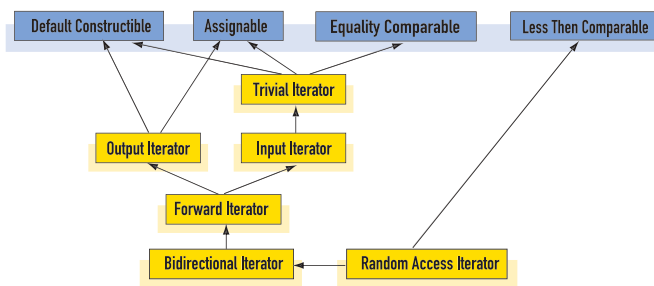 Default Constructible
Assignable
Equality Comparable
Less Then Comparable
Trivial Iterator
Output Iterator
Input Iterator
Forward Iterator
Bidirectional Iterator
Random Access Iterator